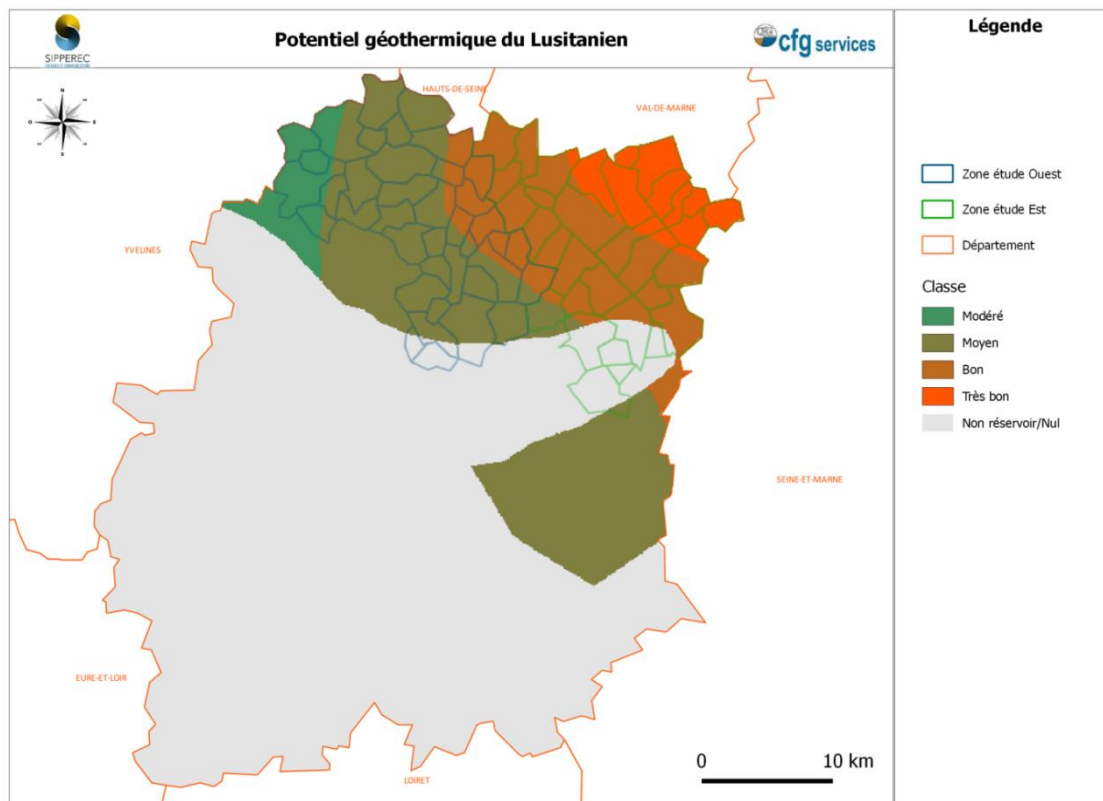 SIPPEREC
Potentiel géothermique du Lusitanien
cfg services
Légende
N
O
E
S
HAUTS-DE-SEINE
VAL-DE-MARNE
YVELINES
SEINE-ET-MARNE
EURE-ET-LOIR
LOIRET
0 10 km
Zone étude Ouest
Zone étude Est
Département
Classe
Modéré
Moyen
Bon
Très bon
Non réservoir/Nul